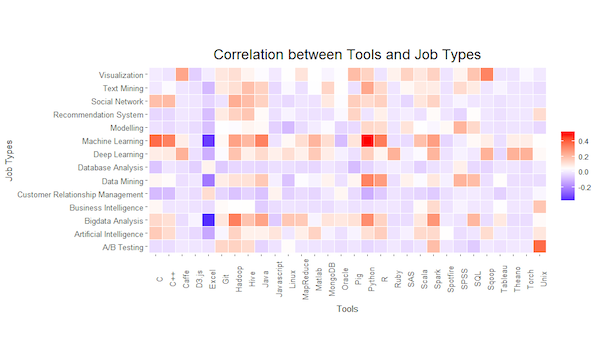 Correlation between Tools and Job Types
Job Types
Visualization
Text Mining
Social Network
Recommendation System
Modelling
Machine Learning
Deep Learning
Database Analysis
Data Mining
Customer Relationship Management
Business Intelligence
Bigdata Analysis
Artificial Intelligence
A/B Testing
C
C++
Caffe
D3.js
Excel
Git
Hadoop
Hive
Java
Javascript
Linux
MapReduce
Matlab
MongoDB
Oracle
Pig
Python
R
Ruby
SAS
Scala
Spark
Spotfire
SPSS
SQL
Sqoop
Tableau
Theano
Torch
Unix
Tools
0.4
0.2
0.0
-0.2